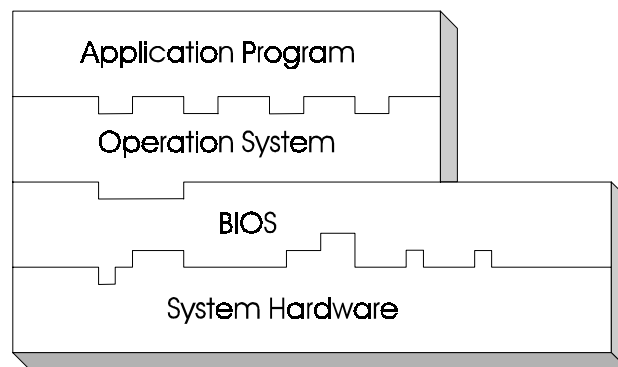 Application Program
Operation System
BIOS
System Hardware